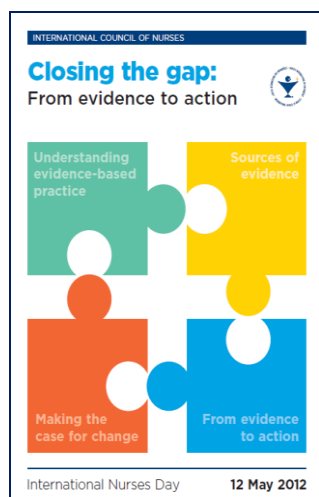 INTERNATIONAL COUNCIL OF NURSES
Closing the gap:
From evidence to action
Understanding
evidence-based
practice
Sources of
evidence
Making the
case for change
From evidence
to action
International Nurses Day
12 May 2012